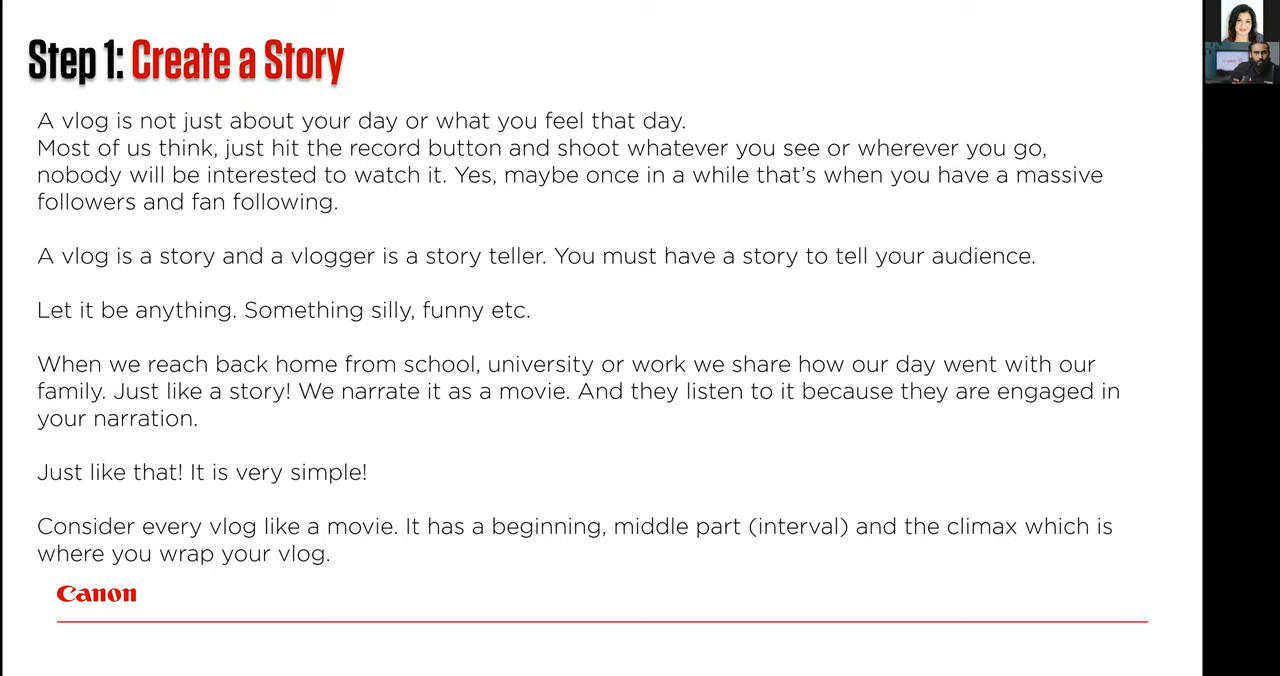 Step 1: Create a Story
A vlog is not just about your day or what you feel that day.
Most of us think, just hit the record button and shoot whatever you see or wherever you go,
nobody will be interested to watch it. Yes, maybe once in a while that's when you have a massive
followers and fan following.
A vlog is a story and a vlogger is a story teller. You must have a story to tell your audience.
Let it be anything. Something silly, funny etc.
When we reach back home from school, university or work we share how our day went with our
family. Just like a story! We narrate it as a movie. And they listen to it because they are engaged in
your narration.
Just like that! It is very simple!
Consider every vlog like a movie. It has a beginning, middle part (interval) and the climax which is
where you wrap your vlog.
Canon